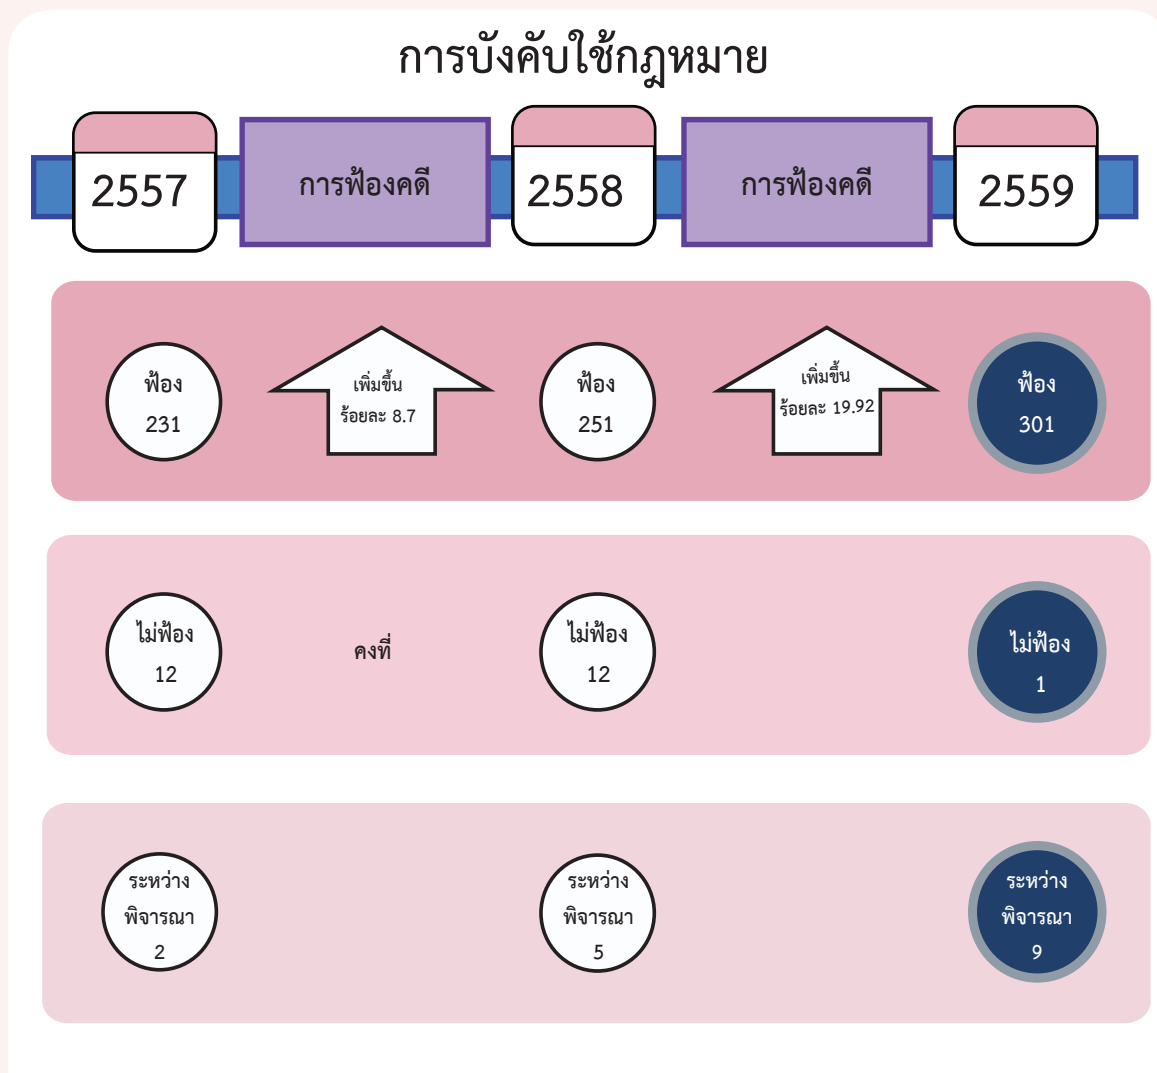 การบังคับใช้กฎหมาย
2557
การฟ้องคดี
2558
การฟ้องคดี
2559
ฟ้อง
231
เพิ่มขึ้น
ร้อยละ 8.7
ฟ้อง
251
เพิ่มขึ้น
ร้อยละ 19.92
ฟ้อง
301
ไม่ฟ้อง
12
คงที่
ไม่ฟ้อง
12
ไม่ฟ้อง
1
ระหว่าง
พิจารณา
2
ระหว่าง
พิจารณา
5
ระหว่าง
พิจารณา
9